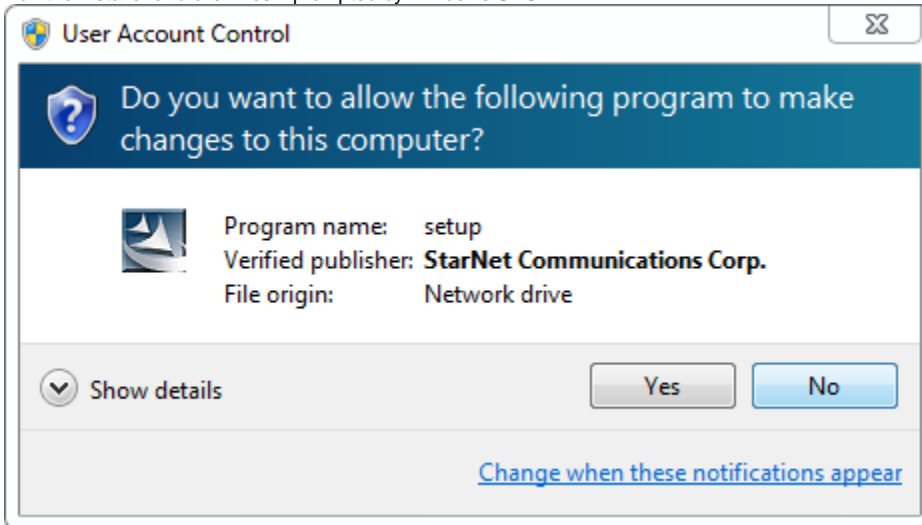 User Account Control
Do you want to allow the following program to make
changes to this computer?
Program name: setup
Verified publisher: StarNet Communications Corp.
File origin: Network drive
Show details
Yes
No
Change when these notifications appear